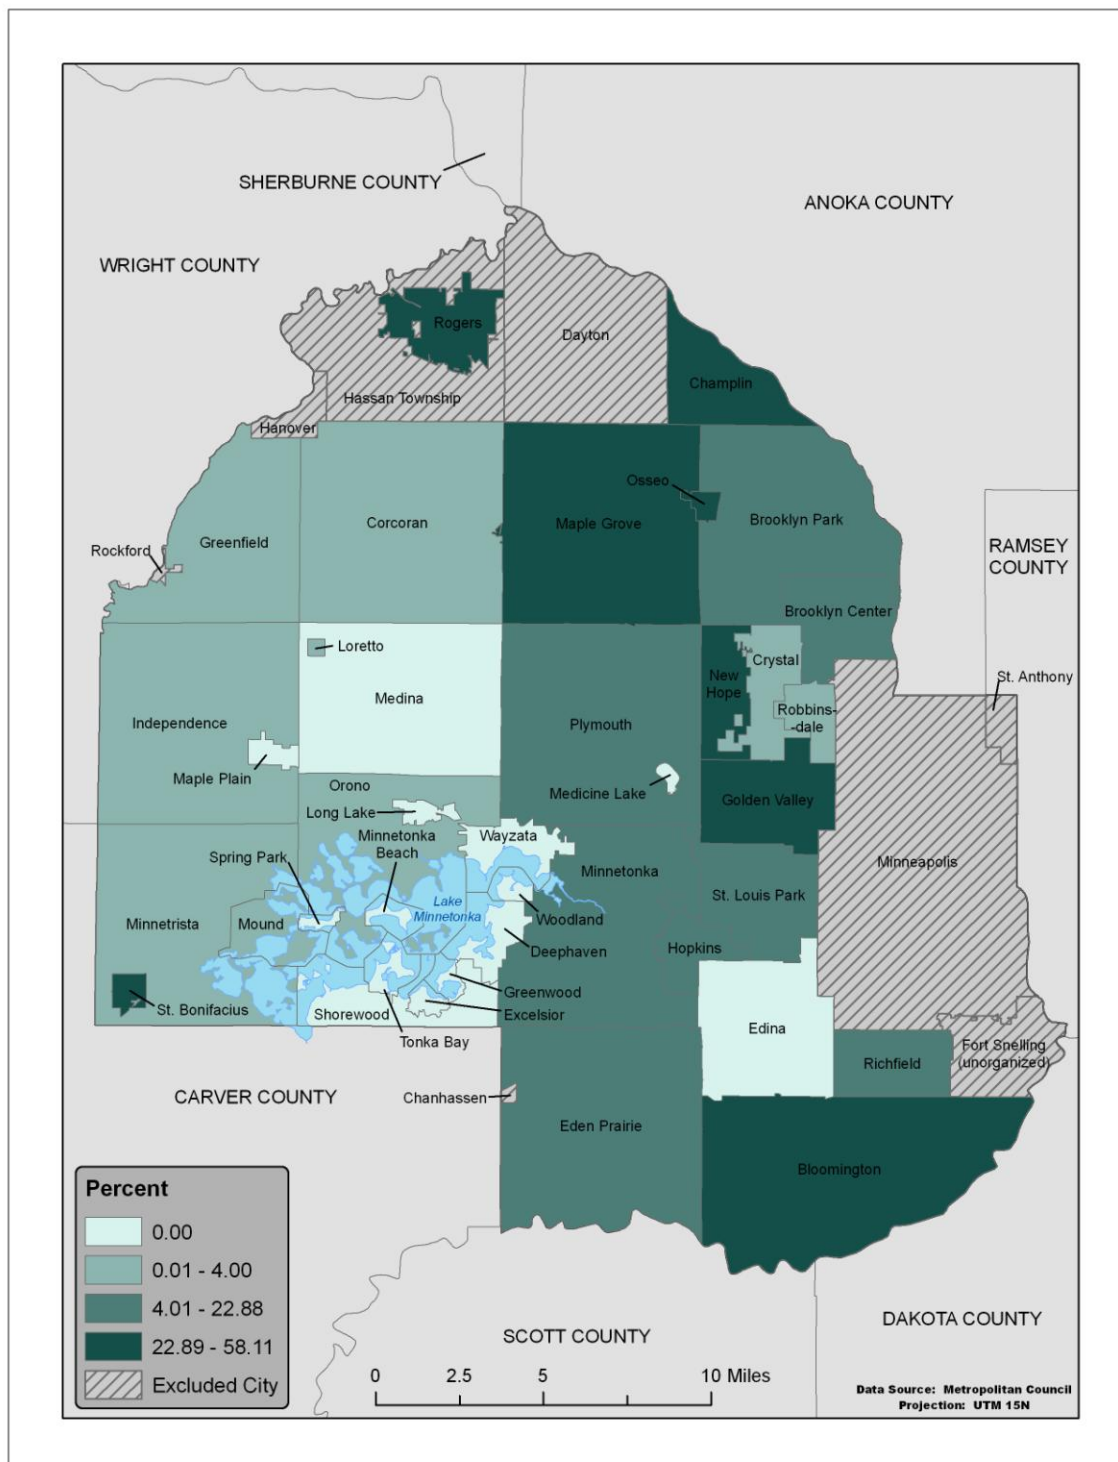 SHERBURNE COUNTY
ANOKA COUNTY
WRIGHT COUNTY
Rogers
Dayton
Champlin
Hassan Township
Hanover
Osseo
Corcoran
Maple Grove
Brooklyn Park
Greenfield
Rockford
RAMSEY
COUNTY
Brooklyn Center
Loretto
Crystal
St. Anthony
New
Hope
Medina
Independence
Plymouth
Robbins-
-dale
Maple Plain
Orono
Medicine Lake
Golden Valley
Long Lake
Minnetonka
Beach
Wayzata
Spring Park
Minnetonka
Minneapolis
St. Louis Park
Lake
Minnetonka
Woodland
Minnetrista
Mound
Deephaven
Hopkins
Greenwood
St. Bonifacius
Shorewood
Excelsior
Tonka Bay
Edina
Fort Snelling
(unorganized)
Richfield
CARVER COUNTY
Chanhassen
Eden Prairie
Bloomington
Percent
0.00
0.01 - 4.00
4.01 - 22.88
22.89 - 58.11
Excluded City
SCOTT COUNTY
DAKOTA COUNTY
0 2.5 5 10 Miles
Data Source: Metropolitan Council
Projection: UTM 15N